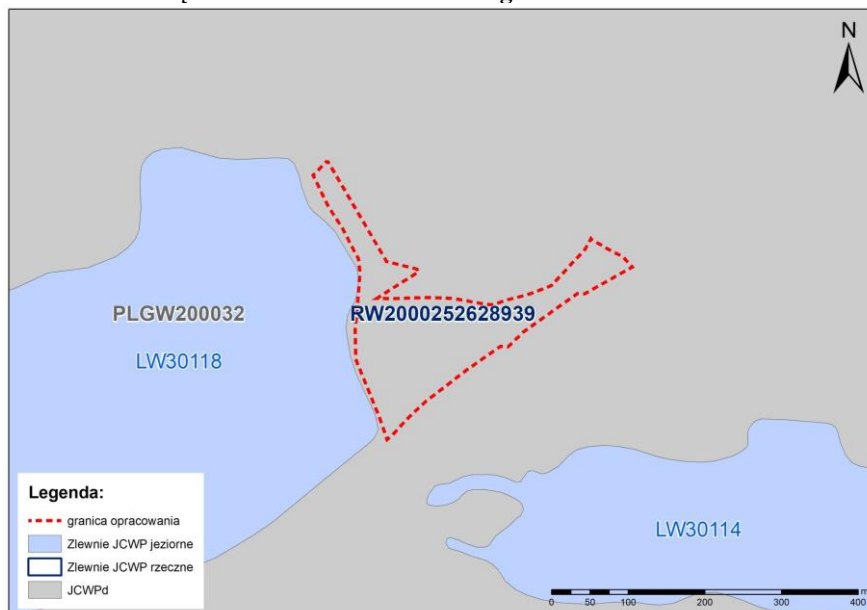 N
PLGW200032
RW2000252628939
LW30118
LW30114
Legenda:
granica opracowania
Zlewnie JCWP jeziorne
Zlewnie JCWP rzeczne
JCWPd
0 50 100 200 300 400